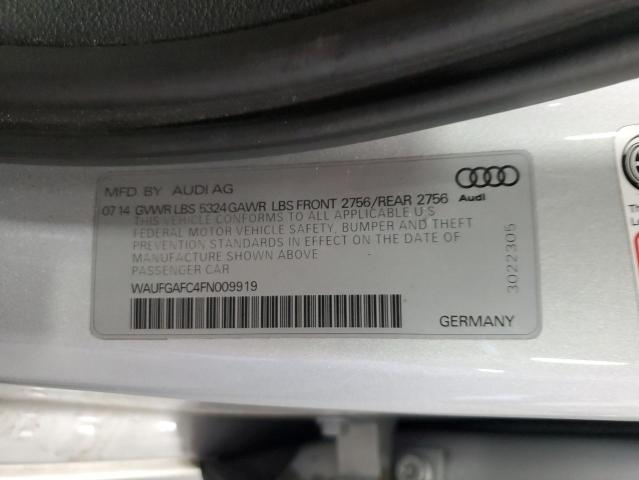 MFD BY AUDI AG
07 14 GVWR LBS 5324 GAWR LBS FRONT 2756/REAR 2756
THIS VEHICLE CONFORMS TO ALL APPLICABLE U S
FEDERAL MOTOR VEHICLE SAFETY, BUMPER AND THEFT
PREVENTION STANDARDS IN EFFECT ON THE DATE OF
MANUFACTURE SHOWN ABOVE
PASSENGER CAR
WAUFGAFC4FN009919
Audi
3022305
GERMANY
Th